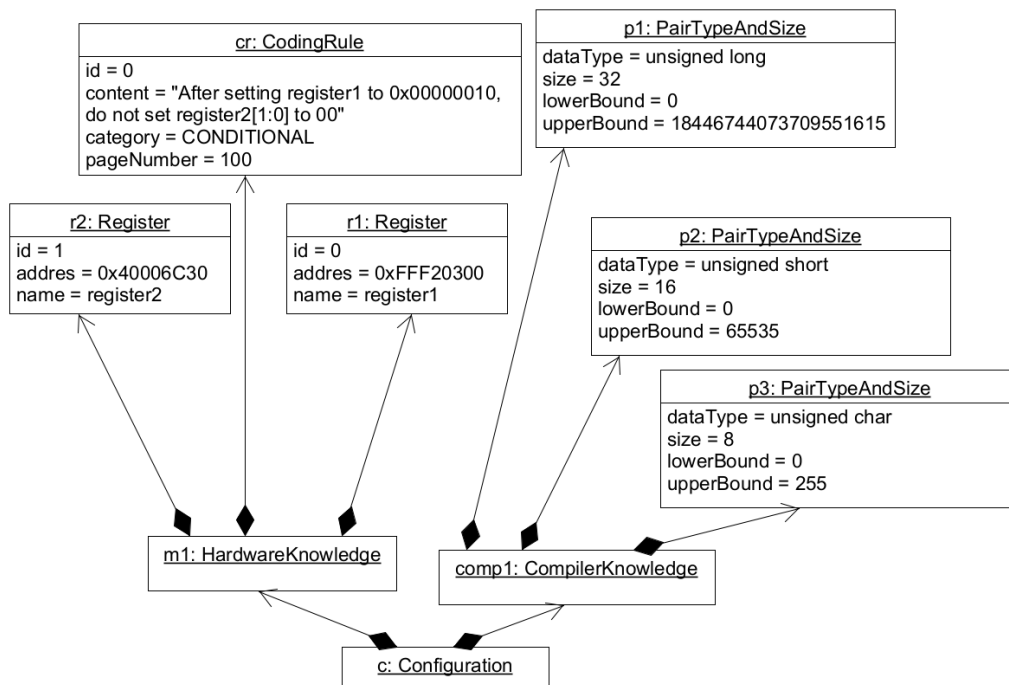 cr: CodingRule
id = 0
content = "After setting register1 to 0x00000010,
do not set register2[1:0] to 00"
category = CONDITIONAL
pageNumber = 100
p1: PairTypeAndSize
dataType = unsigned long
size = 32
lowerBound = 0
upperBound = 18446744073709551615
r2: Register
id = 1
addres = 0x40006C30
name = register2
r1: Register
id = 0
addres = 0xFFF20300
name = register1
p2: PairTypeAndSize
dataType = unsigned short
size = 16
lowerBound = 0
upperBound = 65535
p3: PairTypeAndSize
dataType = unsigned char
size = 8
lowerBound = 0
upperBound = 255
m1: HardwareKnowledge
comp1: CompilerKnowledge
c: Configuration